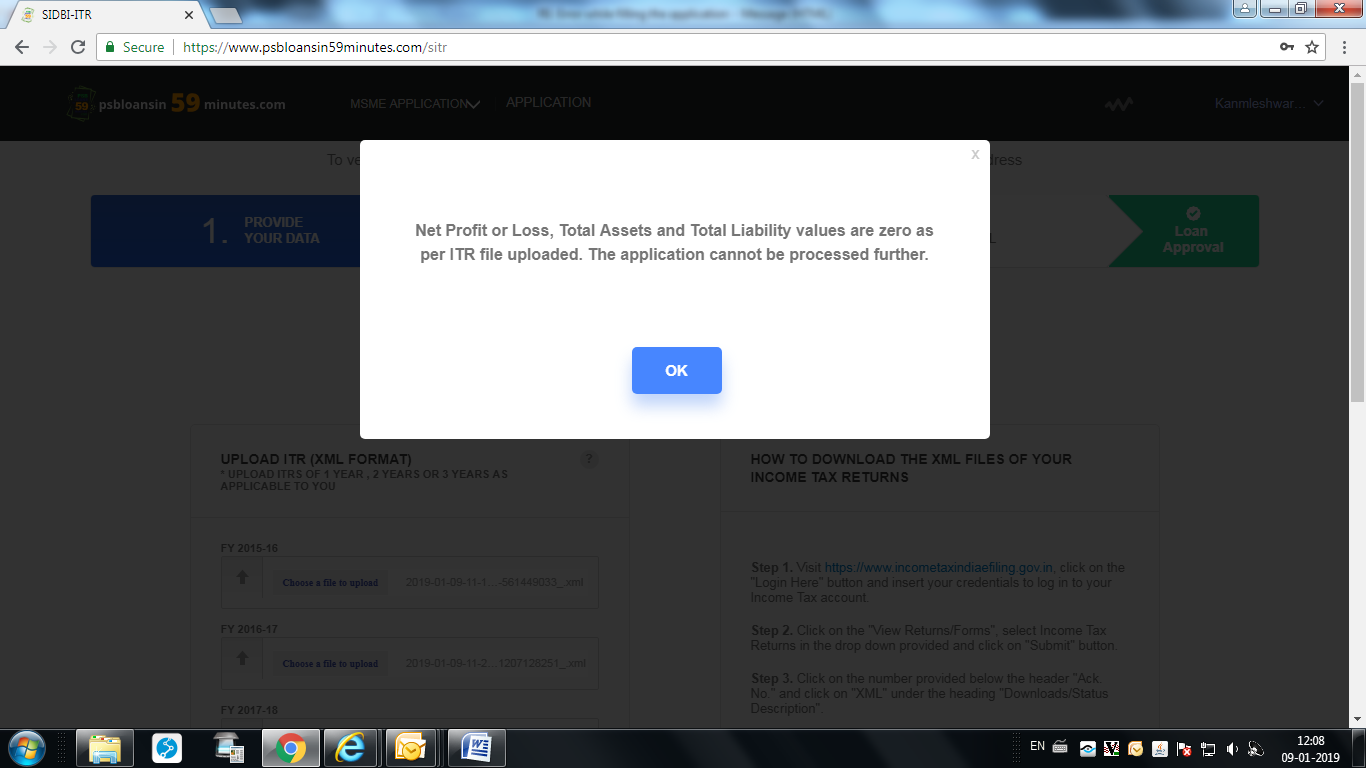 SIDBI-ITR
Secure https://www.psbloansin59minutes.com/sitr
psbloansin 59 minutes.com MSME APPLICATION APPLICATION Kanmleshwar...
To ve
dress
X
1. PROVIDE YOUR DATA
Loan
Approval
Net Profit or Loss, Total Assets and Total Liability values are zero as
per ITR file uploaded. The application cannot be processed further.
OK
UPLOAD ITR (XML FORMAT) ?
* UPLOAD ITRS OF 1 YEAR , 2 YEARS OR 3 YEARS AS
APPLICABLE TO YOU
FY 2015-16
Choose a file to upload 2019-01-09-11-1...-561449033_.xml
FY 2016-17
Choose a file to upload 2019-01-09-11-2...1207128251_.xml
FY 2017-18
HOW TO DOWNLOAD THE XML FILES OF YOUR
INCOME TAX RETURNS
Step 1. Visit https://www.incometaxindiaefiling.gov.in, click on the
"Login Here" button and insert your credentials to log in to your
Income Tax account.
Step 2. Click on the "View Returns/Forms", select Income Tax
Returns in the drop down provided and click on "Submit" button.
Step 3. Click on the number provided below the header "Ack.
No." and click on "XML" under the heading "Downloads/Status
Description".
EN
12:08
09-01-2019